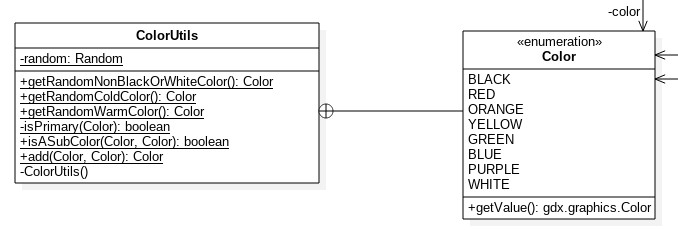 ColorUtils
-random: Random
+getRandomNonBlackOrWhiteColor(): Color
+getRandomColdColor(): Color
+getRandomWarmColor(): Color
-isPrimary(Color): boolean
+isASubColor(Color, Color): boolean
+add(Color, Color): Color
-ColorUtils()
-color
«enumeration»
Color
BLACK
RED
ORANGE
YELLOW
GREEN
BLUE
PURPLE
WHITE
+getValue(): gdx.graphics.Color